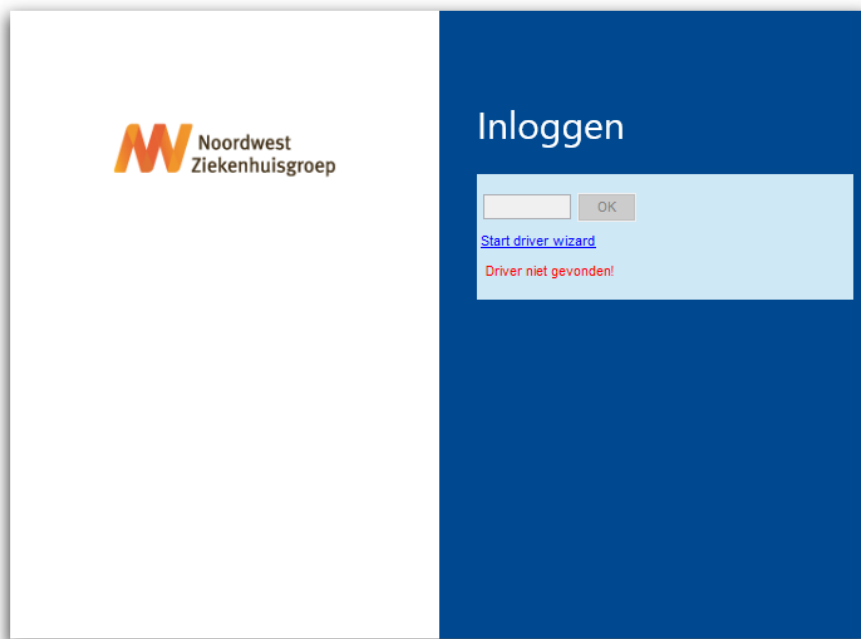 Noordwest
Ziekenhuisgroep
Inloggen
OK
Start driver wizard
Driver niet gevonden!